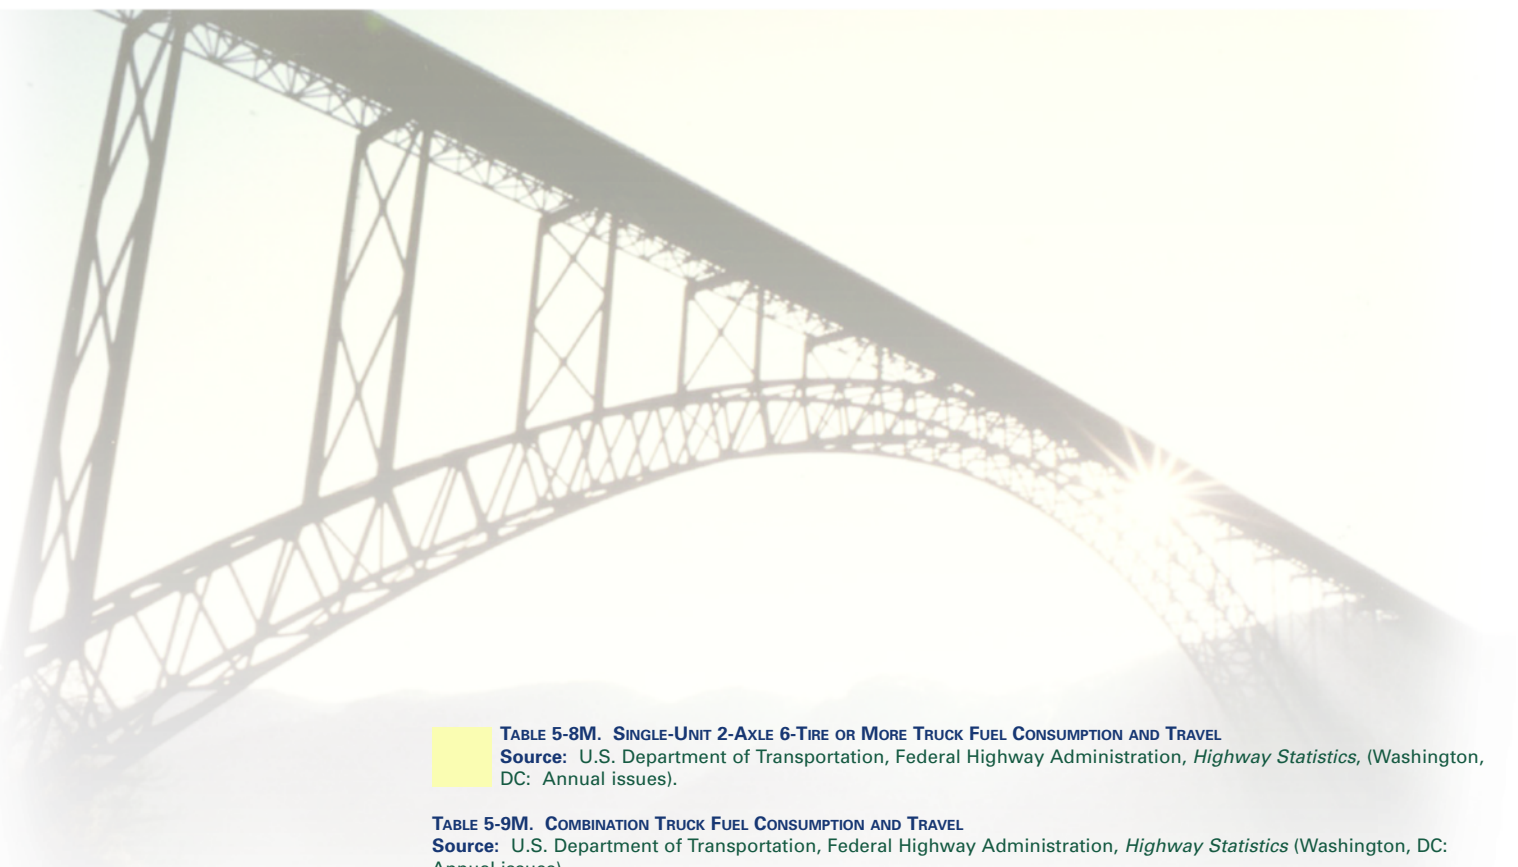 TABLE 5-8M. SINGLE-UNIT 2-AXLE 6-TIRE OR MORE TRUCK FUEL CONSUMPTION AND TRAVEL
Source: U.S. Department of Transportation, Federal Highway Administration, Highway Statistics, (Washington,
DC: Annual issues).
TABLE 5-9M. COMBINATION TRUCK FUEL CONSUMPTION AND TRAVEL
Source: U.S. Department of Transportation, Federal Highway Administration, Highway Statistics (Washington, DC:
Annual issues)